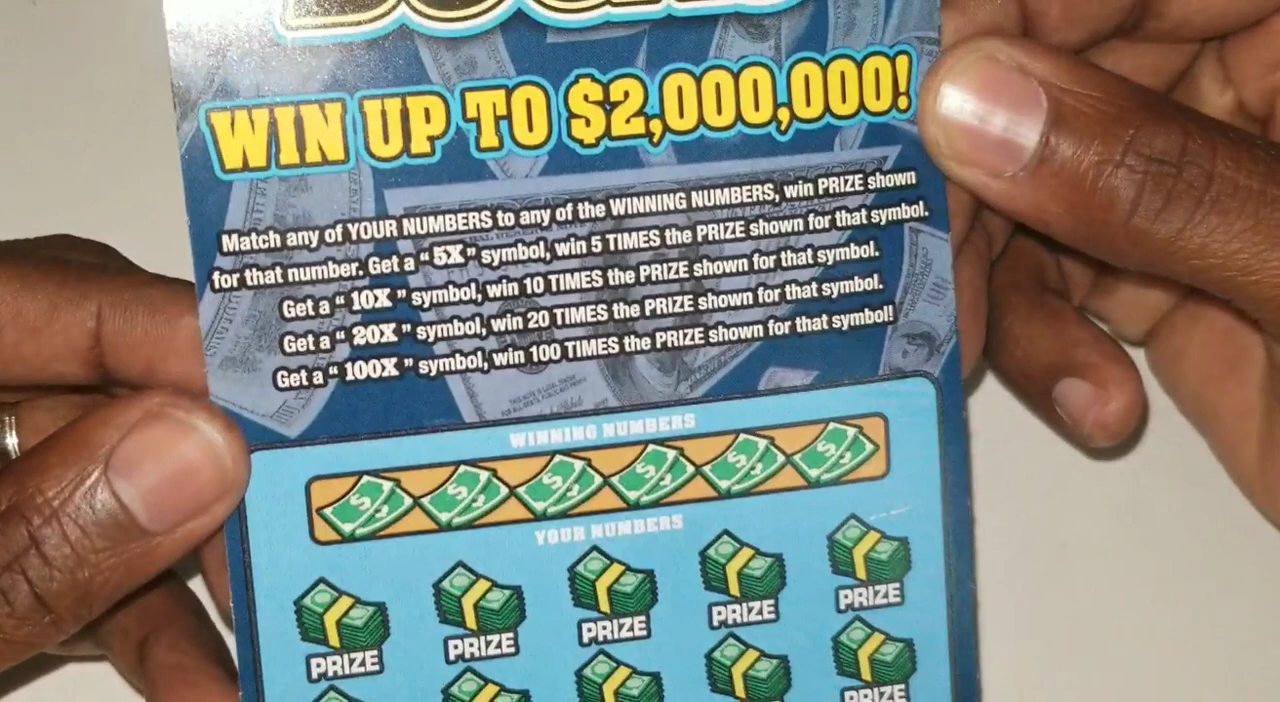 WIN UP TO $2,000,000!
Match any of YOUR NUMBERS to any of the WINNING NUMBERS, win PRIZE shown
for that number. Get a “ 5X ” symbol, win 5 TIMES the PRIZE shown for that symbol.
Get a “ 10X ” symbol, win 10 TIMES the PRIZE shown for that symbol.
Get a “ 20X ” symbol, win 20 TIMES the PRIZE shown for that symbol.
Get a “ 100X ” symbol, win 100 TIMES the PRIZE shown for that symbol!
WINNING NUMBERS
YOUR NUMBERS
PRIZE PRIZE PRIZE PRIZE PRIZE
PRIZE